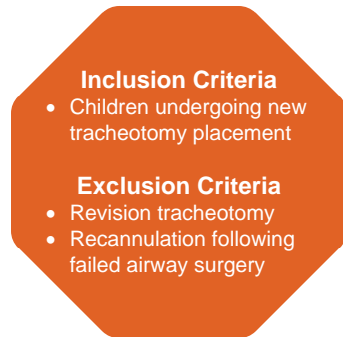 Inclusion Criteria
• Children undergoing new
tracheotomy placement
Exclusion Criteria
• Revision tracheotomy
• Recannulation following
failed airway surgery